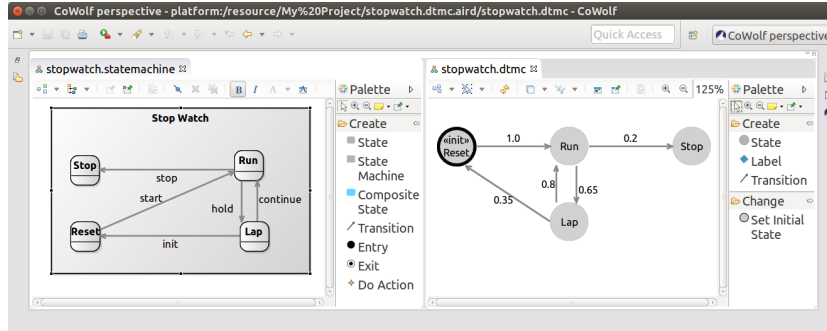 CoWolf perspective - platform:/resource/My%20Project/stopwatch.dtmc.aird/stopwatch.dtmc - CoWolf
Quick Access
CoWolf perspective
stopwatch.statemachine
B I A
Stop Watch
Stop
Run
stop
start
hold
continue
Reset
Lap
init
Palette
Create
State
State
Machine
Composite
State
Transition
Entry
Exit
Do Action
stopwatch.dtmc
125%
«init»
Reset
1.0
Run
0.2
Stop
0.8
0.65
0.35
Lap
Palette
Create
State
Label
Transition
Change
Set Initial
State